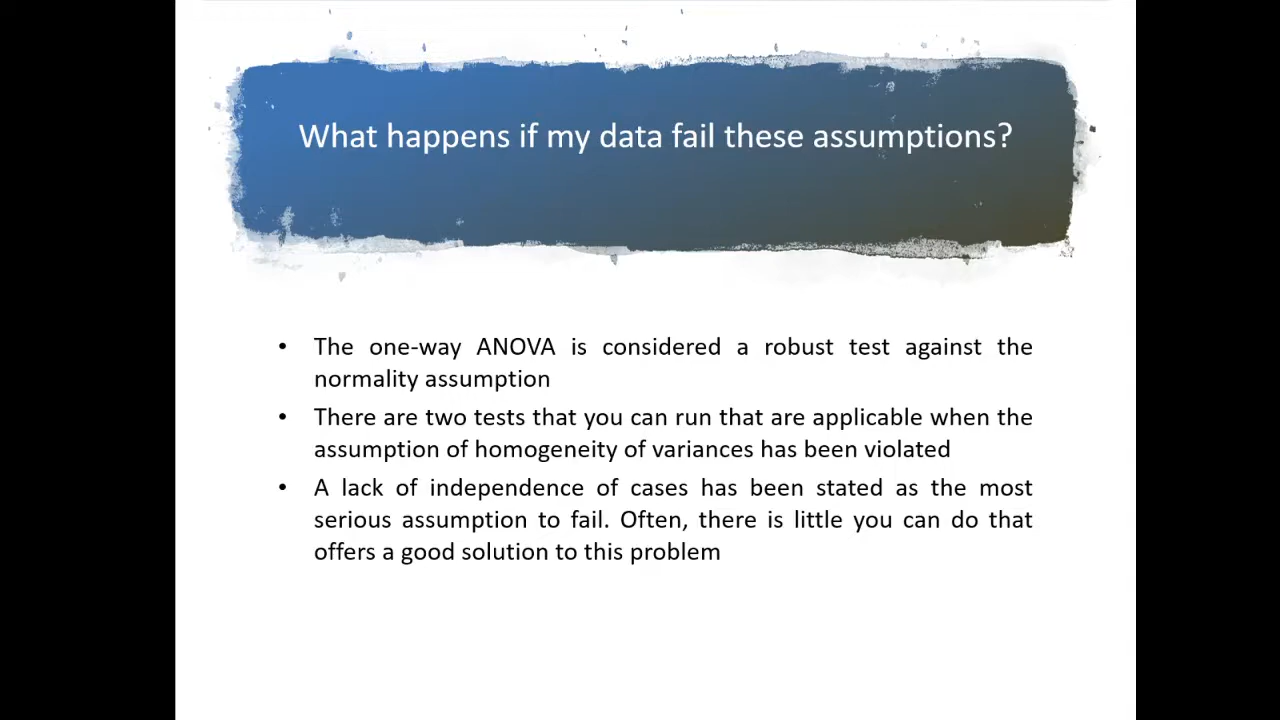 What happens if my data fail these assumptions?
• The one-way ANOVA is considered a robust test against the
normality assumption
• There are two tests that you can run that are applicable when the
assumption of homogeneity of variances has been violated
• A lack of independence of cases has been stated as the most
serious assumption to fail. Often, there is little you can do that
offers a good solution to this problem